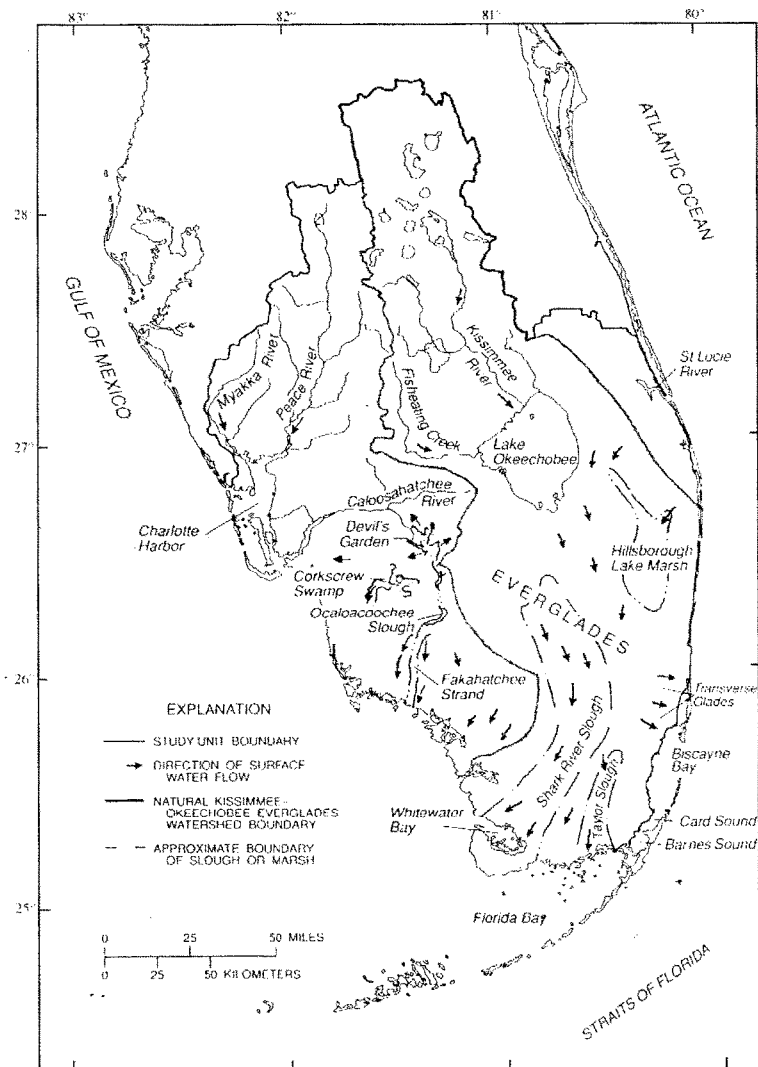 83°
82°
81°
80°
ATLANTIC OCEAN
28
GULF OF MEXICO
Myakka River
Peace River
Kissimmee
River
Fisheating Creek
St Lucie
River
27°
Lake
Okeechobee
Caloosahatchee
River
Charlotte
Harbor
Devil's
Garden
Hillsborough
Lake Marsh
Corkscrew
Swamp
EVERGLADES
Ocaloacoochee
Slough
26°
Fakahatchee
Strand
Transverse
Glades
EXPLANATION
STUDY UNIT BOUNDARY
DIRECTION OF SURFACE
WATER FLOW
NATURAL KISSIMMEE-
OKEECHOBEE EVERGLADES
WATERSHED BOUNDARY
APPROXIMATE BOUNDARY
OF SLOUGH OR MARSH
Shark River Slough
Taylor Slough
Biscayne
Bay
Whitewater
Bay
Card Sound
Barnes Sound
25°
Florida Bay
0 25 50 MILES
0 25 50 KILOMETERS
STRAITS OF FLORIDA
83
82
81
80